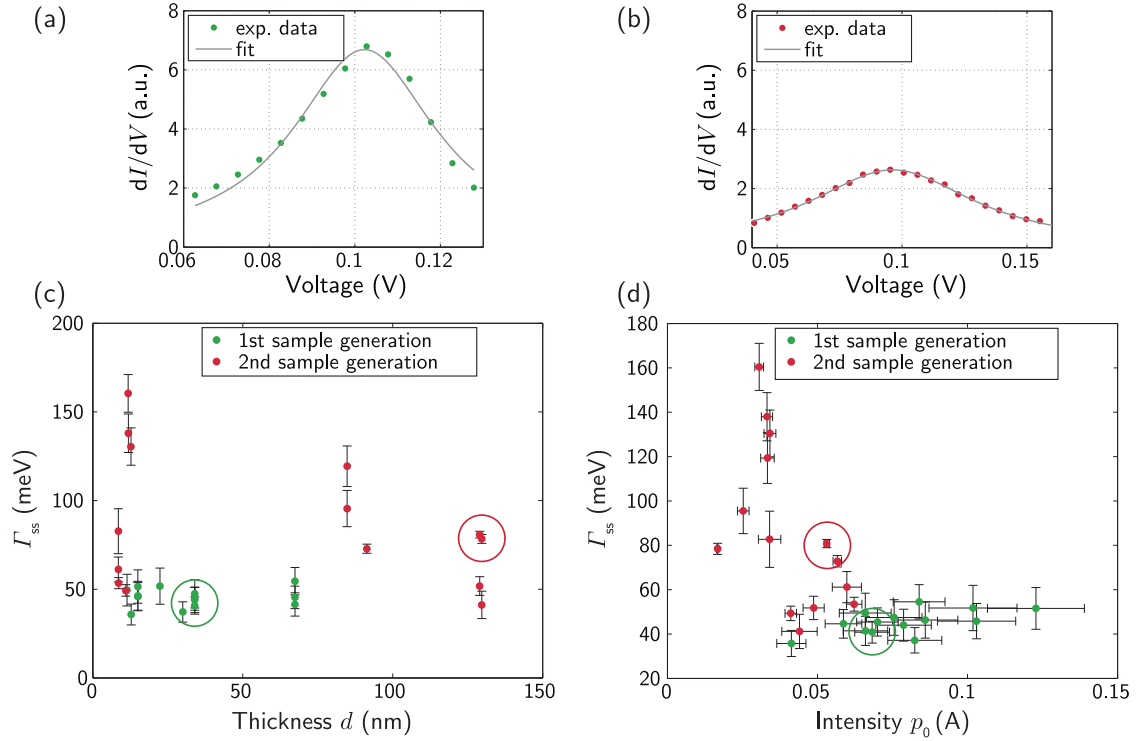 (a)
exp. data
fit
8
6
4
2
0
dI/dV (a.u.)
0.06 0.08 0.1 0.12
Voltage (V)
(b)
exp. data
fit
8
6
4
2
0
dI/dV (a.u.)
0.05 0.1 0.15
Voltage (V)
(c)
1st sample generation
2nd sample generation
200
150
100
50
0
Γss (meV)
0 50 100 150
Thickness d (nm)
(d)
1st sample generation
2nd sample generation
180
160
140
120
100
80
60
40
20
Γss (meV)
0 0.05 0.1 0.15
Intensity p0 (A)